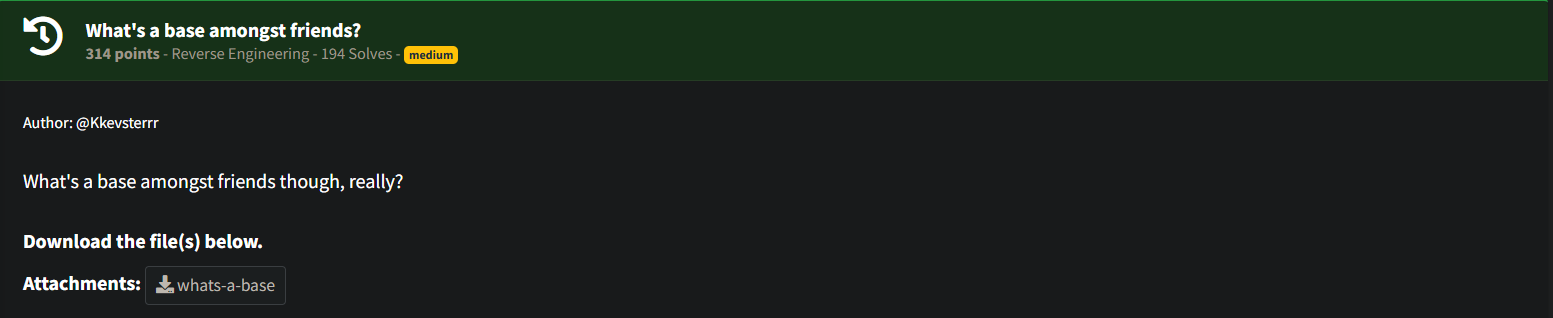 What's a base amongst friends?
314 points - Reverse Engineering - 194 Solves - medium
Author: @Kkevsterrr
What's a base amongst friends though, really?
Download the file(s) below.
Attachments: whats-a-base